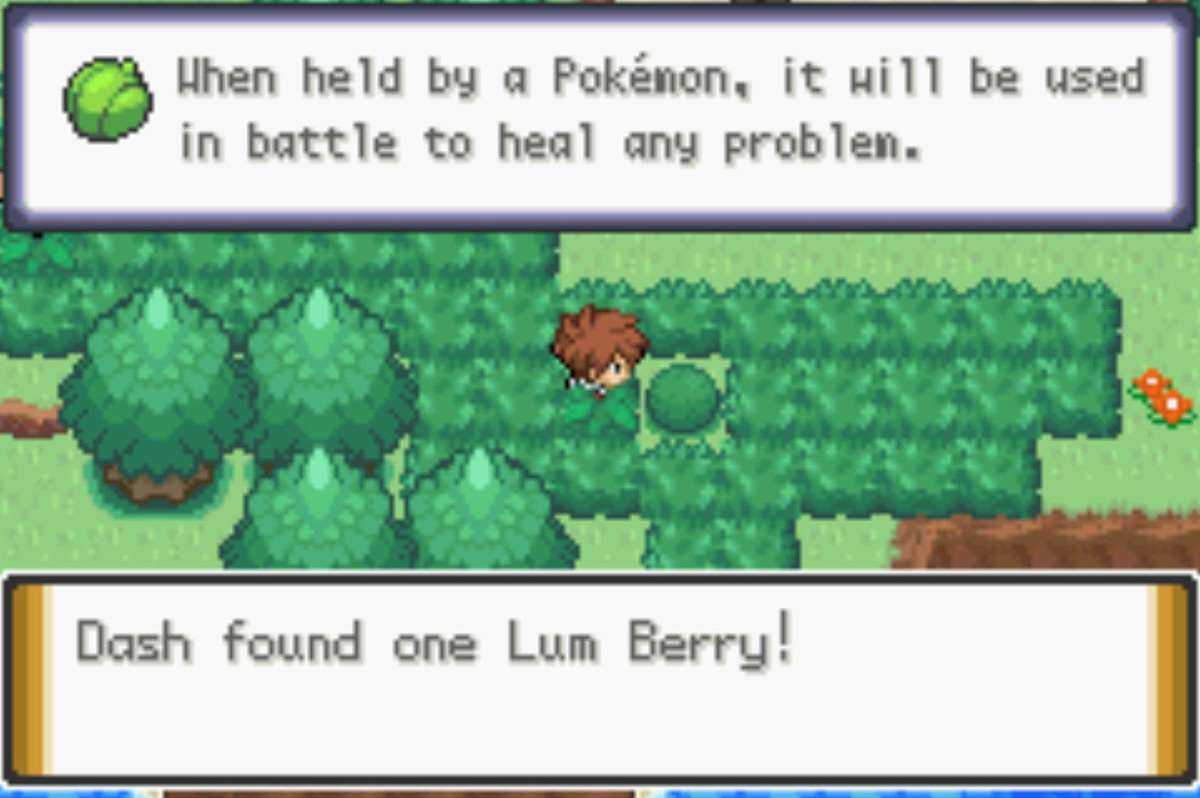 When held by a Pokémon, it will be used
in battle to heal any problem.
Dash found one Lum Berry!